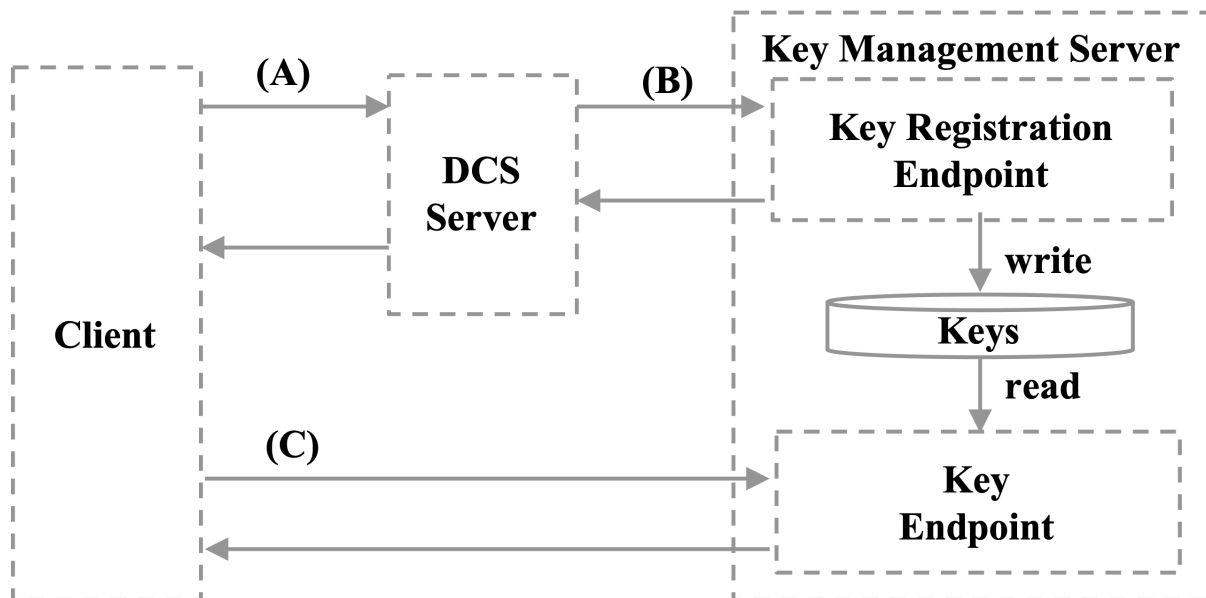 Key Management Server
(A)
(B)
Key Registration
Endpoint
DCS
Server
write
Client
Keys
read
(C)
Key
Endpoint